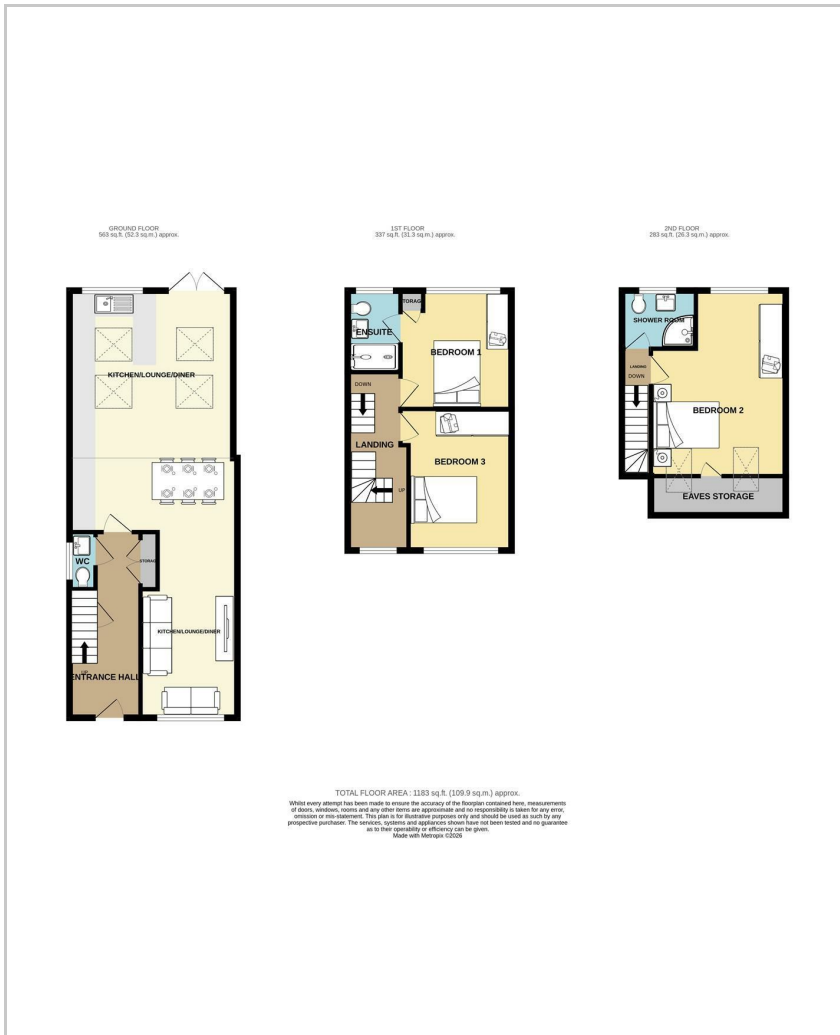 GROUND FLOOR
563 sq.ft. (52.3 sq.m.) approx.
KITCHEN/LOUNGE/DINER
WC
STORAGE
KITCHEN/LOUNGE/DINER
UP
ENTRANCE HALL
1ST FLOOR
337 sq.ft. (31.3 sq.m.) approx.
STORAGE
ENSUITE
BEDROOM 1
DOWN
LANDING
BEDROOM 3
UP
2ND FLOOR
283 sq.ft. (26.3 sq.m.) approx.
SHOWER ROOM
LANDING
DOWN
BEDROOM 2
EAVES STORAGE
TOTAL FLOOR AREA : 1183 sq.ft. (109.9 sq.m.) approx.
Whilst every attempt has been made to ensure the accuracy of the floorplan contained here, measurements
of doors, windows, rooms and any other items are approximate and no responsibility is taken for any error,
omission or mis-statement. This plan is for illustrative purposes only and should be used as such by any
prospective purchaser. The services, systems and appliances shown have not been tested and no guarantee
as to their operability or efficiency can be given.
Made with Metropix ©2026